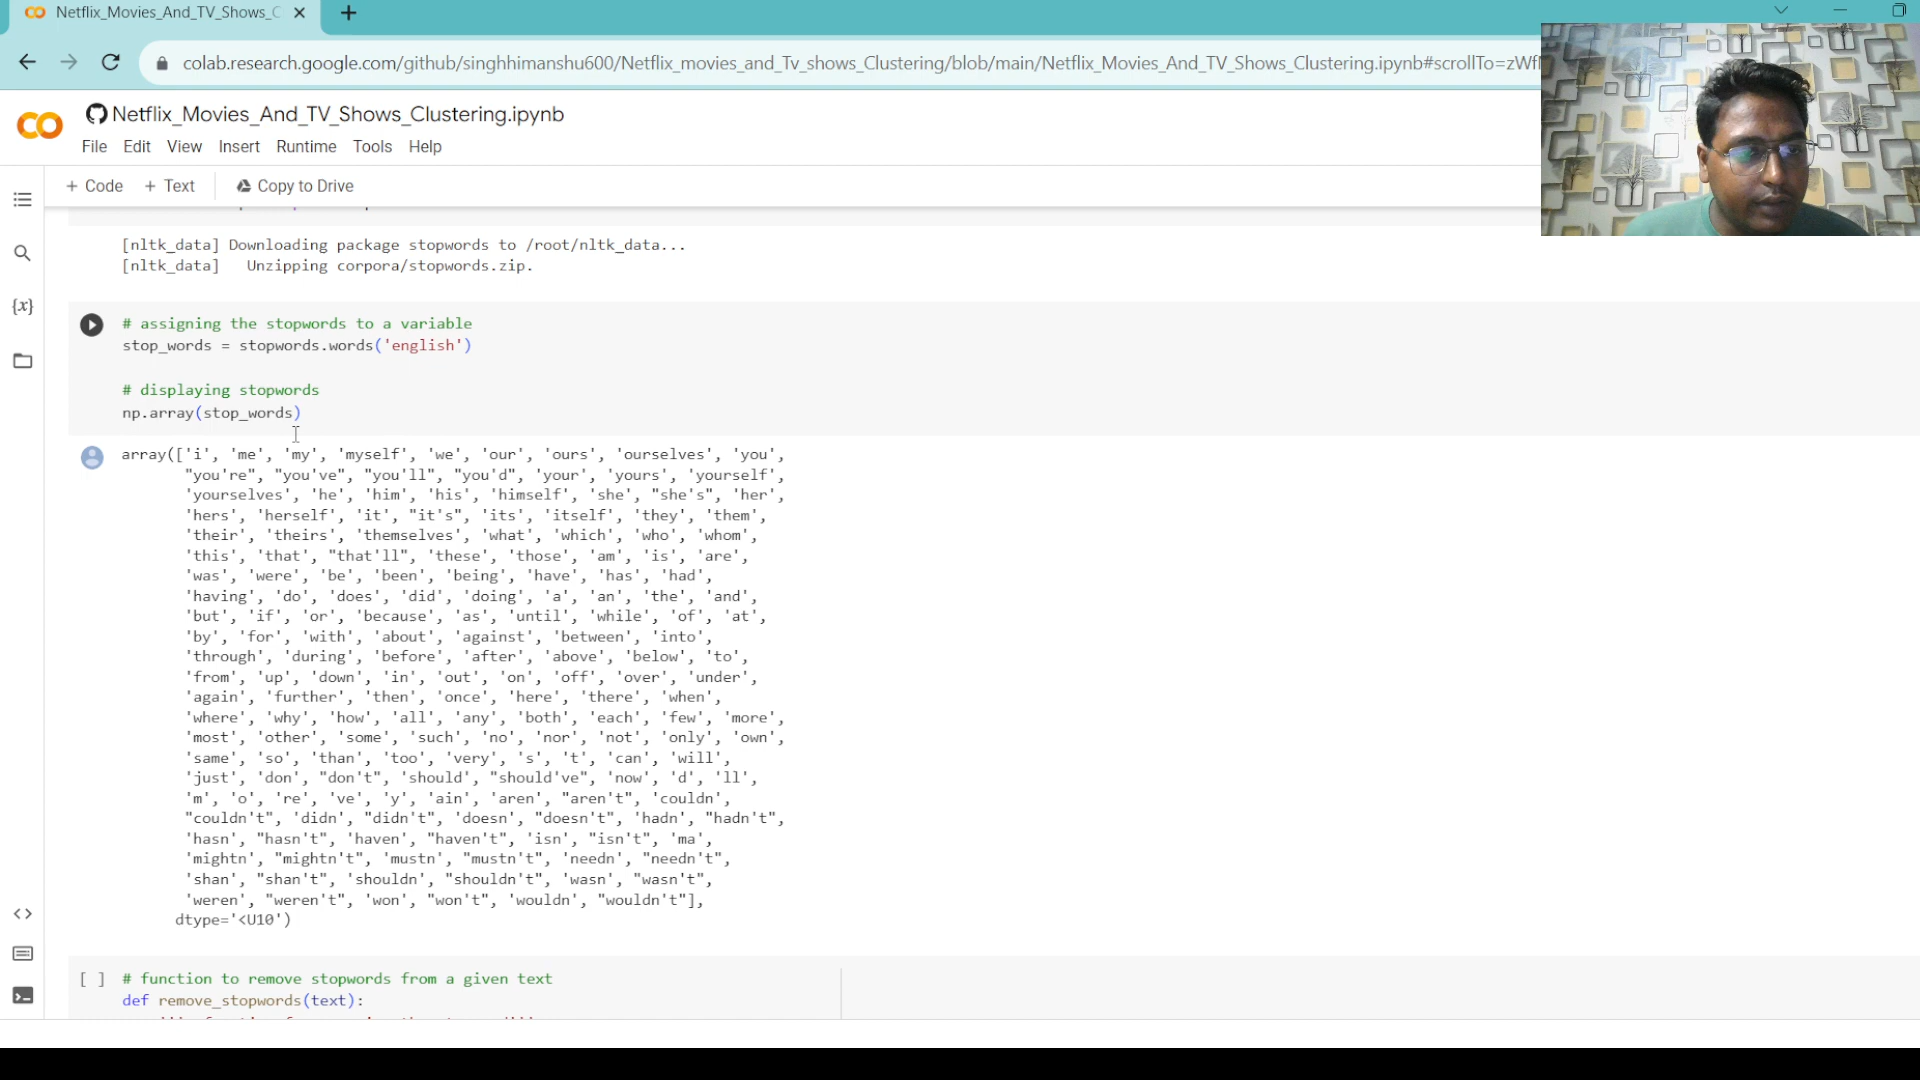 Netflix_Movies_And_TV_Shows_C
colab.research.google.com/github/singhhimanshu600/Netflix_movies_and_Tv_shows_Clustering/blob/main/Netflix_Movies_And_TV_Shows_Clustering.ipynb#scrollTo=zWfl
Netflix_Movies_And_TV_Shows_Clustering.ipynb
File Edit View Insert Runtime Tools Help
+ Code + Text Copy to Drive
[nltk_data] Downloading package stopwords to /root/nltk_data...
[nltk_data]   Unzipping corpora/stopwords.zip.
# assigning the stopwords to a variable
stop_words = stopwords.words('english')
# displaying stopwords
np.array(stop_words)
array(['i', 'me', 'my', 'myself', 'we', 'our', 'ours', 'ourselves', 'you',
"you're", "you've", "you'll", "you'd", 'your', 'yours', 'yourself',
'yourselves', 'he', 'him', 'his', 'himself', 'she', "she's", 'her',
'hers', 'herself', 'it', "it's", 'its', 'itself', 'they', 'them',
'their', 'theirs', 'themselves', 'what', 'which', 'who', 'whom',
'this', 'that', "that'll", 'these', 'those', 'am', 'is', 'are',
'was', 'were', 'be', 'been', 'being', 'have', 'has', 'had',
'having', 'do', 'does', 'did', 'doing', 'a', 'an', 'the', 'and',
'but', 'if', 'or', 'because', 'as', 'until', 'while', 'of', 'at',
'by', 'for', 'with', 'about', 'against', 'between', 'into',
'through', 'during', 'before', 'after', 'above', 'below', 'to',
'from', 'up', 'down', 'in', 'out', 'on', 'off', 'over', 'under',
'again', 'further', 'then', 'once', 'here', 'there', 'when',
'where', 'why', 'how', 'all', 'any', 'both', 'each', 'few', 'more',
'most', 'other', 'some', 'such', 'no', 'nor', 'not', 'only', 'own',
'same', 'so', 'than', 'too', 'very', 's', 't', 'can', 'will',
'just', 'don', "don't", 'should', "should've", 'now', 'd', 'll',
'm', 'o', 're', 've', 'y', 'ain', 'aren', "aren't", 'couldn',
"couldn't", 'didn', "didn't", 'doesn', "doesn't", 'hadn', "hadn't",
'hasn', "hasn't", 'haven', "haven't", 'isn', "isn't", 'ma',
'mightn', "mightn't", 'mustn', "mustn't", 'needn', "needn't",
'shan', "shan't", 'shouldn', "shouldn't", 'wasn', "wasn't",
'weren', "weren't", 'won', "won't", 'wouldn', "wouldn't"],
dtype='<U10')
[ ] # function to remove stopwords from a given text
def remove_stopwords(text):